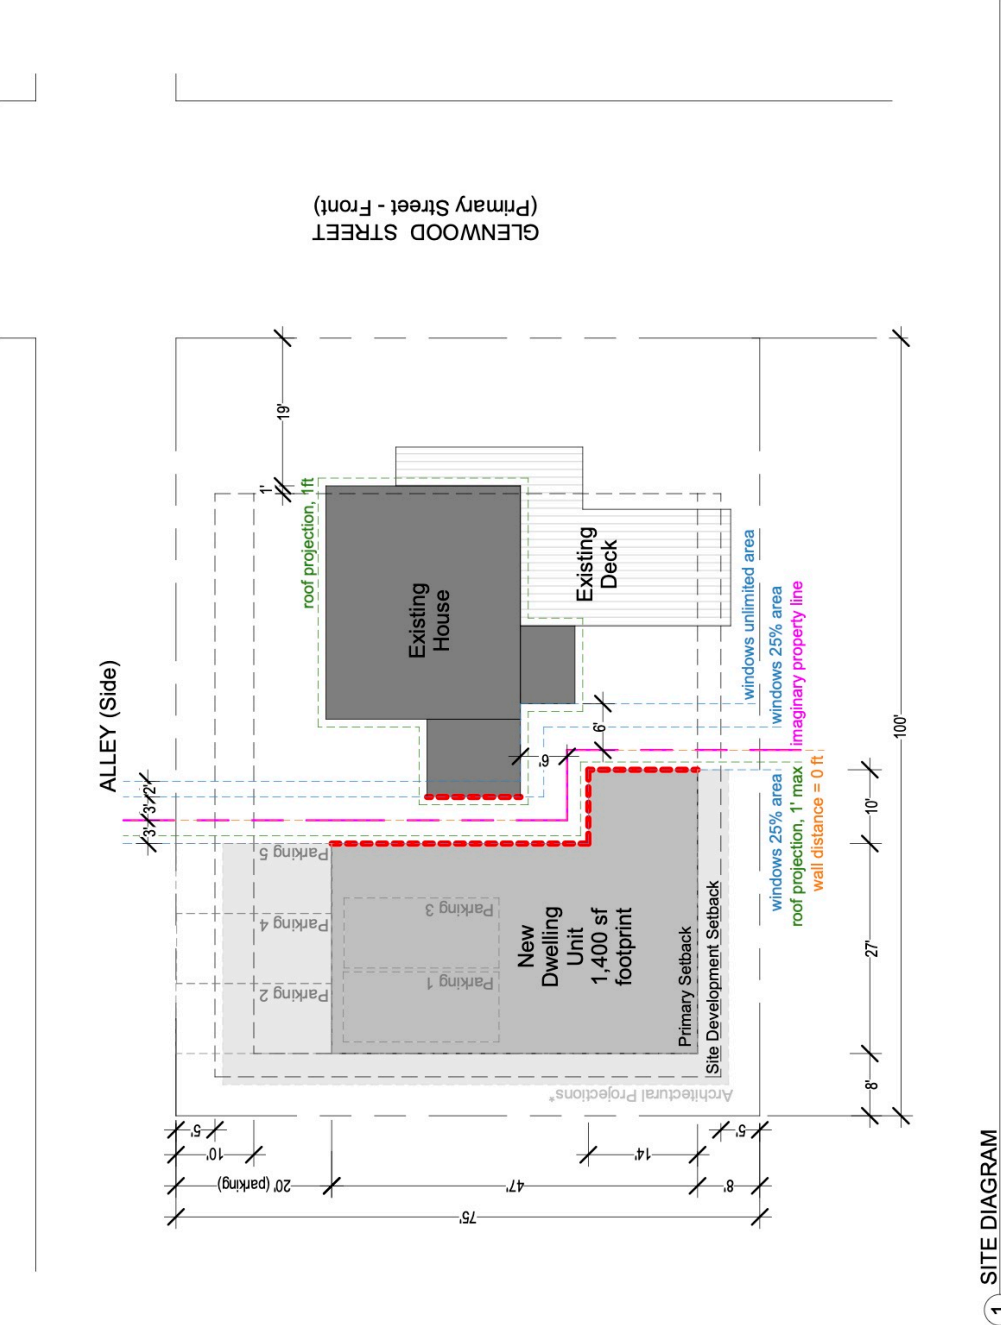 GLENWOOD STREET
(Primary Street - Front)
19'
1'
roof projection, 1ft
Existing
House
Existing
Deck
ALLEY (Side)
windows unlimited area
windows 25% area
imaginary property line
3'
3'
2'
6'
6'
100'
10'
27'
8'
windows 25% area
roof projection, 1' max
wall distance = 0 ft
Parking 5
Parking 4
Parking 2
Parking 3
Parking 1
New
Dwelling
Unit
1,400 sf
footprint
Primary Setback
Site Development Setback
Architectural Projections*
5'
10'
20' (parking)
47'
14'
8'
5'
75'
1
SITE DIAGRAM